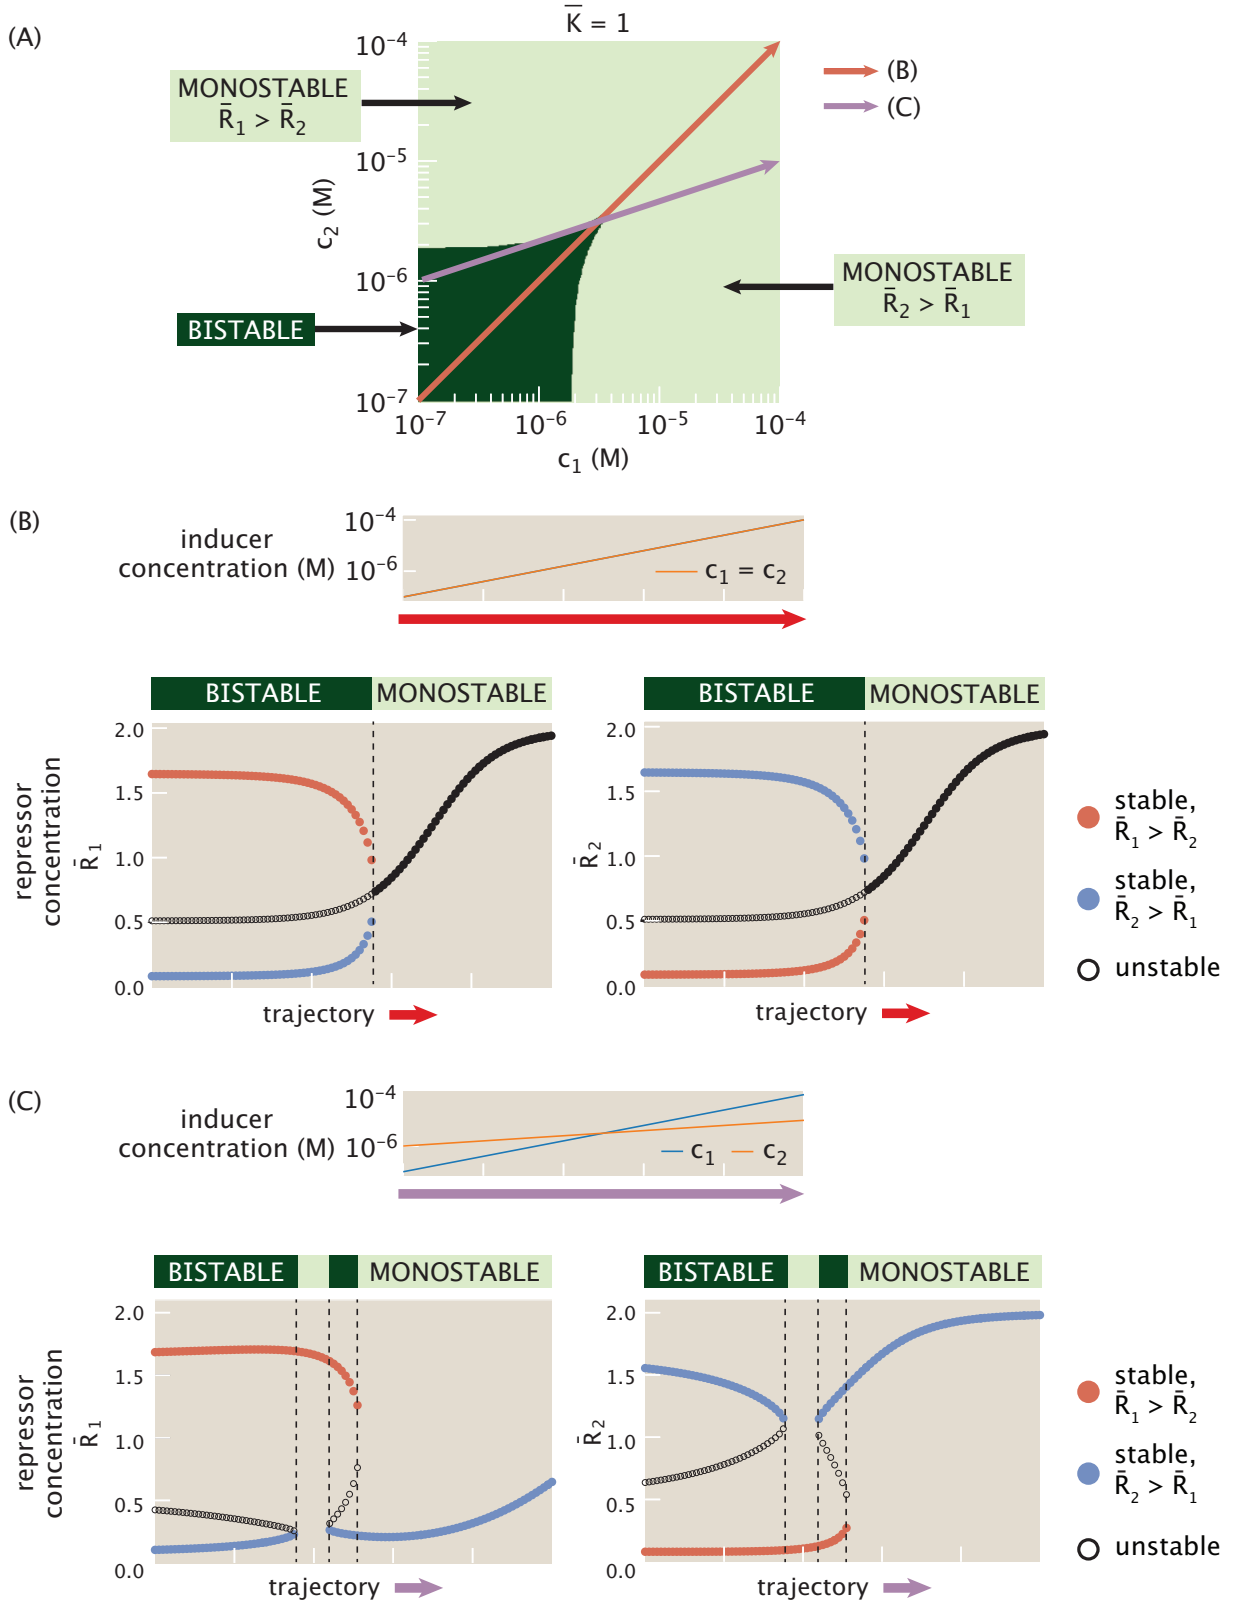 (A)
K̅ = 1
10⁻⁴
10⁻⁵
10⁻⁶
10⁻⁷
c₂ (M)
10⁻⁷
10⁻⁶
10⁻⁵
10⁻⁴
c₁ (M)
MONOSTABLE
R̅₁ > R̅₂
BISTABLE
MONOSTABLE
R̅₂ > R̅₁
(B)
(C)
(B)
inducer
concentration (M)
10⁻⁴
10⁻⁶
c₁ = c₂
BISTABLE MONOSTABLE
repressor
concentration
R̅₁
2.0
1.5
1.0
0.5
0.0
trajectory
BISTABLE MONOSTABLE
R̅₂
2.0
1.5
1.0
0.5
0.0
trajectory
stable,
R̅₁ > R̅₂
stable,
R̅₂ > R̅₁
unstable
(C)
inducer
concentration (M)
10⁻⁴
10⁻⁶
c₁ c₂
BISTABLE MONOSTABLE
repressor
concentration
R̅₁
2.0
1.5
1.0
0.5
0.0
trajectory
BISTABLE MONOSTABLE
R̅₂
2.0
1.5
1.0
0.5
0.0
trajectory
stable,
R̅₁ > R̅₂
stable,
R̅₂ > R̅₁
unstable